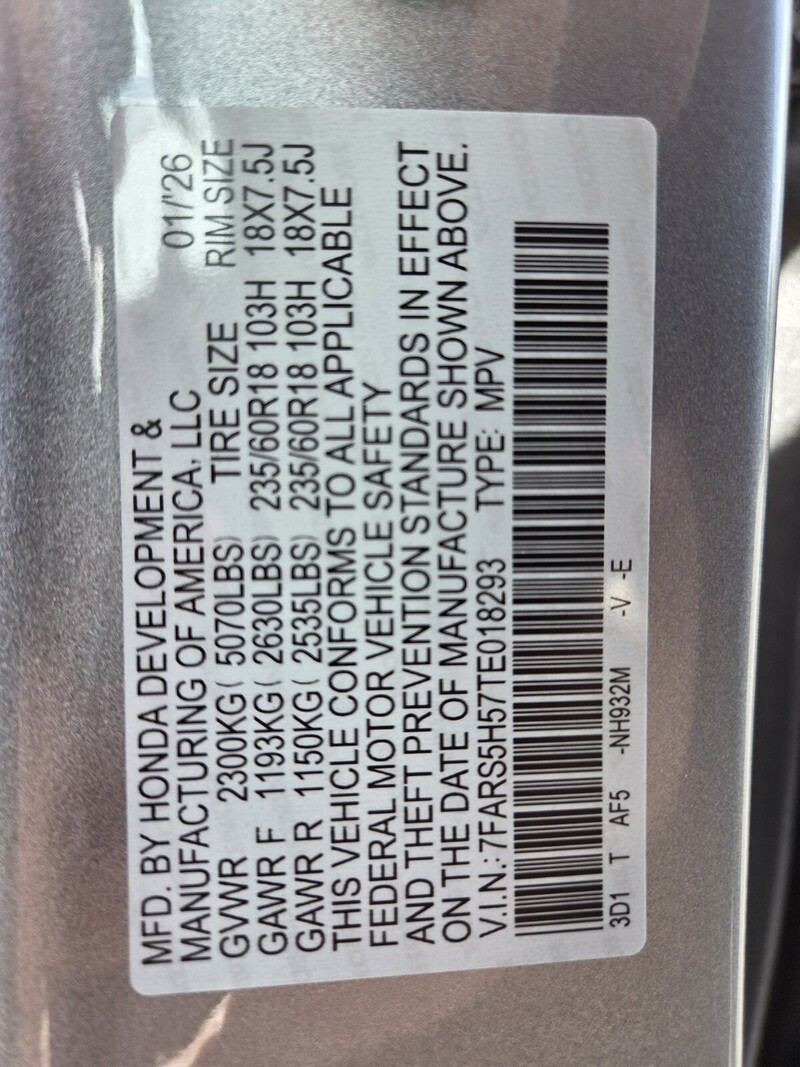 MFD. BY HONDA DEVELOPMENT &
MANUFACTURING OF AMERICA, LLC 01/'26
GVWR 2300KG ( 5070LBS) TIRE SIZE RIM SIZE
GAWR F 1193KG ( 2630LBS) 235/60R18 103H 18X7.5J
GAWR R 1150KG ( 2535LBS) 235/60R18 103H 18X7.5J
THIS VEHICLE CONFORMS TO ALL APPLICABLE
FEDERAL MOTOR VEHICLE SAFETY
AND THEFT PREVENTION STANDARDS IN EFFECT
ON THE DATE OF MANUFACTURE SHOWN ABOVE.
V.I.N.: 7FARS5H57TE018293 TYPE: MPV
3D1 T AF5 -NH932M -V -E